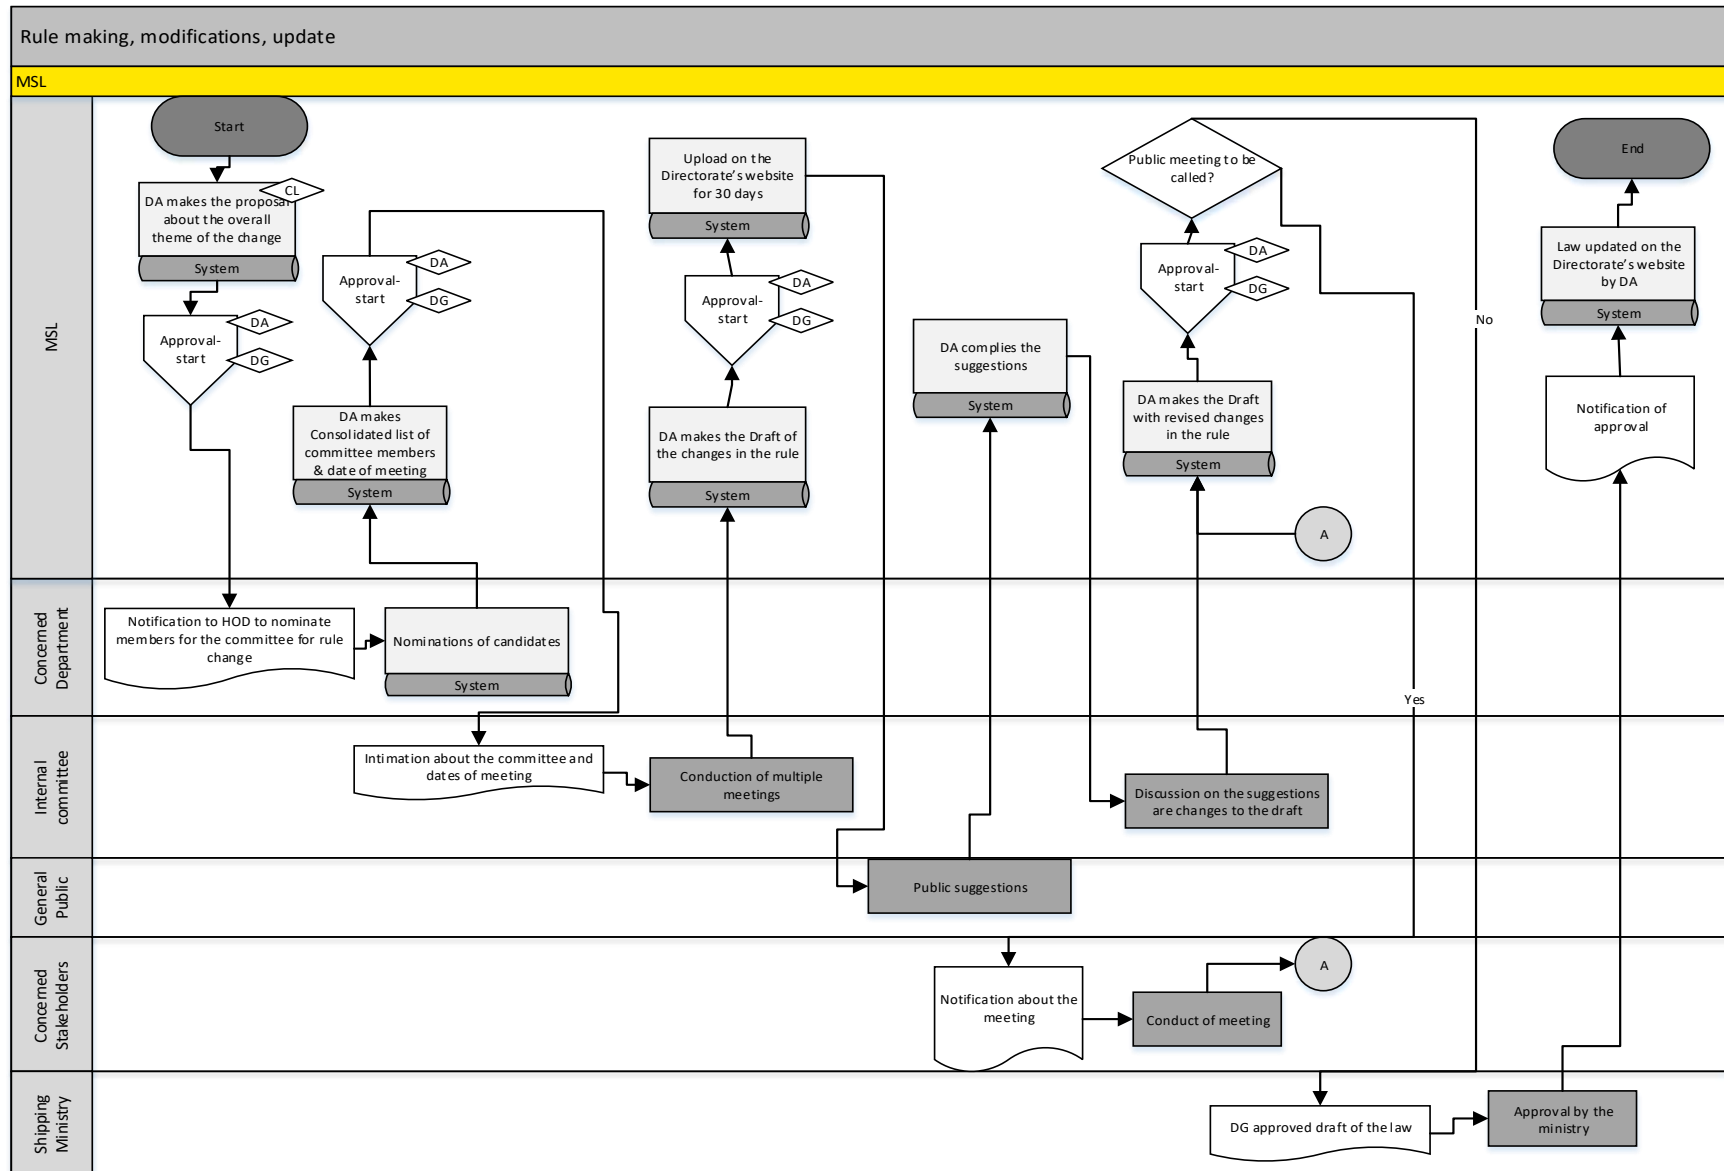 Rule making, modifications, update
MSL
MSL
Start
CL
DA makes the proposal
about the overall
theme of the change
System
Approval-
start
DA
DG
Approval-
start
DA
DG
DA makes
Consolidated list of
committee members
& date of meeting
System
Upload on the
Directorate's website
for 30 days
System
Approval-
start
DA
DG
DA makes the Draft of
the changes in the rule
System
DA complies the
suggestions
System
Public meeting to be
called?
Approval-
start
DA
DG
DA makes the Draft
with revised changes
in the rule
System
A
No
Yes
End
Law updated on the
Directorate's website
by DA
System
Notification of
approval
Concerned
Department
Notification to HOD to nominate
members for the committee for rule
change
Nominations of candidates
System
Internal
committee
Intimation about the committee and
dates of meeting
Conduction of multiple
meetings
Discussion on the suggestions
are changes to the draft
General
Public
Public suggestions
Concerned
Stakeholders
Notification about the
meeting
Conduct of meeting
A
Shipping
Ministry
DG approved draft of the law
Approval by the
ministry